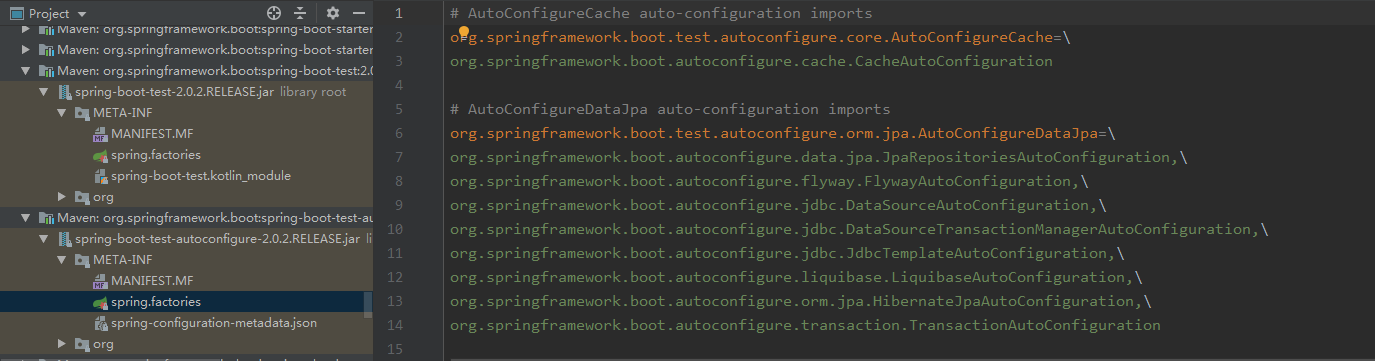 Project
Maven: org.springframework.boot:spring-boot-starter
Maven: org.springframework.boot:spring-boot-starter
Maven: org.springframework.boot:spring-boot-test:2.0
spring-boot-test-2.0.2.RELEASE.jar library root
META-INF
MANIFEST.MF
spring.factories
spring-boot-test.kotlin_module
org
Maven: org.springframework.boot:spring-boot-test-au
spring-boot-test-autoconfigure-2.0.2.RELEASE.jar li
META-INF
MANIFEST.MF
spring.factories
spring-configuration-metadata.json
org
1 # AutoConfigureCache auto-configuration imports
2 org.springframework.boot.test.autoconfigure.core.AutoConfigureCache=\
3 org.springframework.boot.autoconfigure.cache.CacheAutoConfiguration
4
5 # AutoConfigureDataJpa auto-configuration imports
6 org.springframework.boot.test.autoconfigure.orm.jpa.AutoConfigureDataJpa=\
7 org.springframework.boot.autoconfigure.data.jpa.JpaRepositoriesAutoConfiguration,\
8 org.springframework.boot.autoconfigure.flyway.FlywayAutoConfiguration,\
9 org.springframework.boot.autoconfigure.jdbc.DataSourceAutoConfiguration,\
10 org.springframework.boot.autoconfigure.jdbc.DataSourceTransactionManagerAutoConfiguration,\
11 org.springframework.boot.autoconfigure.jdbc.JdbcTemplateAutoConfiguration,\
12 org.springframework.boot.autoconfigure.liquibase.LiquibaseAutoConfiguration,\
13 org.springframework.boot.autoconfigure.orm.jpa.HibernateJpaAutoConfiguration,\
14 org.springframework.boot.autoconfigure.transaction.TransactionAutoConfiguration
15